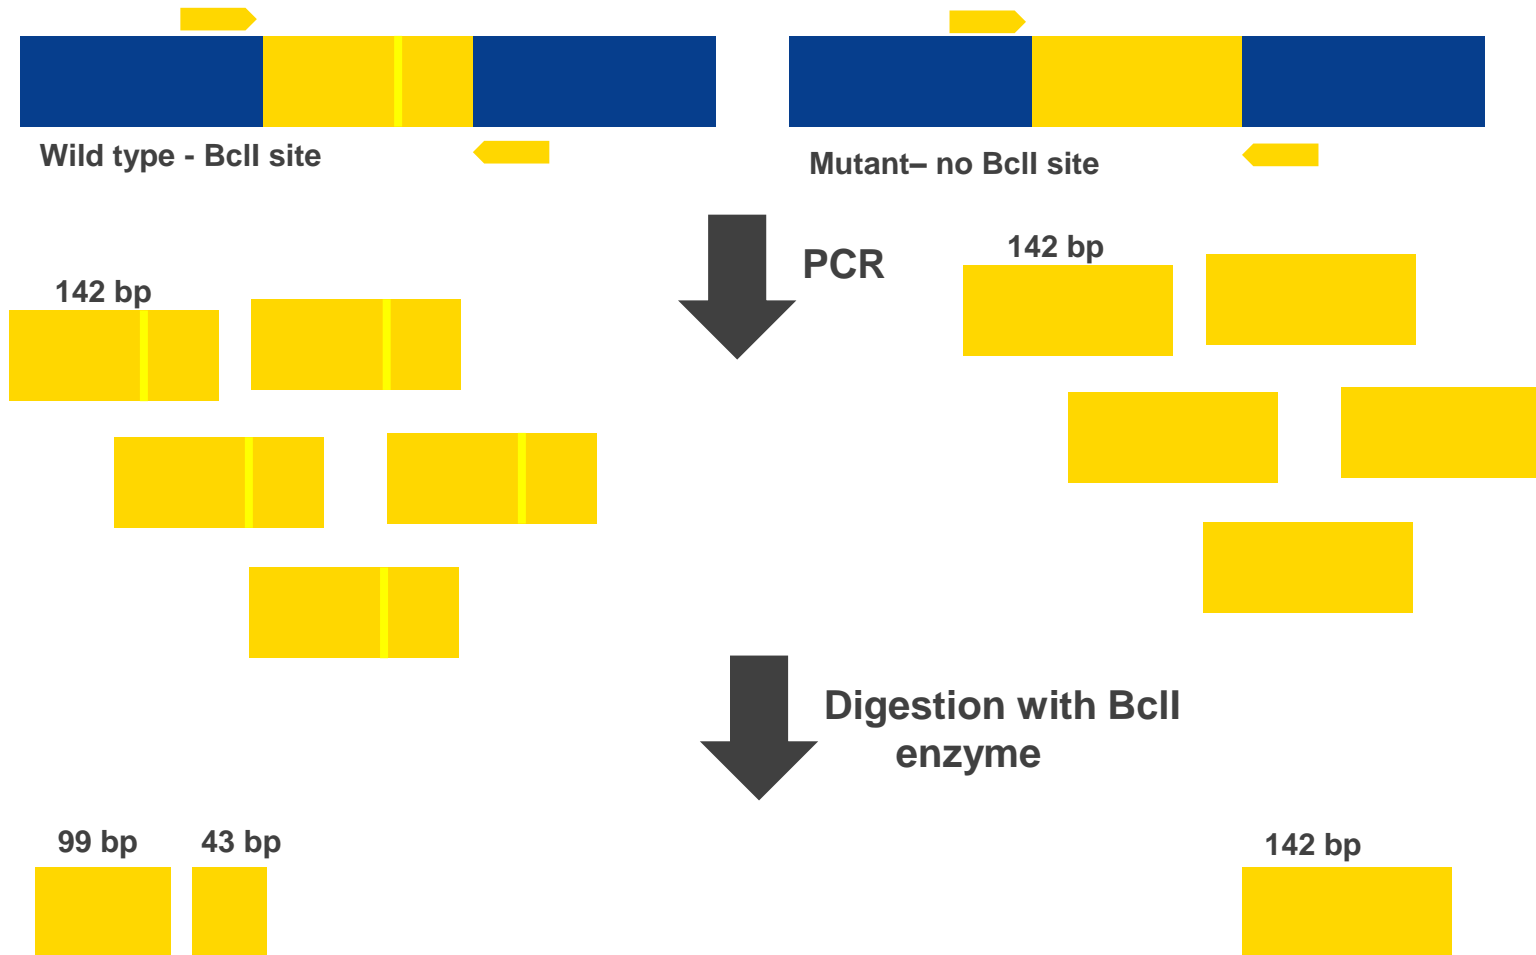 Wild type - BclI site
Mutant– no BclI site
PCR
142 bp
142 bp
Digestion with BclI
enzyme
99 bp
43 bp
142 bp